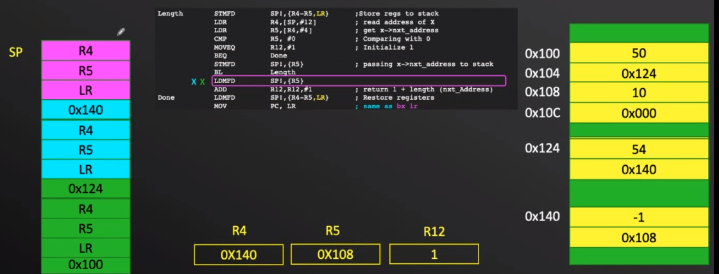 Length STMFD SP!,{R4-R5,LR} ;Store regs to stack
LDR R4,[SP,#12] ; read address of X
LDR R5,[R4,#4] ; get x->nxt_address
CMP R5, #0 ; Comparing with 0
MOVEQ R12,#1 ; Initialize 1
BEQ Done
STMFD SP!,{R5} ; passing x->nxt_address to stack
BL Length
X X LDMFD SP!,{R5}
ADD R12,R12,#1 ; return 1 + length (nxt_Address)
Done LDMFD SP!,{R4-R5,LR} ; Restore registers
MOV PC, LR ; same as bx lr
SP R4
R5
LR
0x140
R4
R5
LR
0x124
R4
R5
LR
0x100
R4 R5 R12
0X140 0X108 1
0x100 50
0x104 0x124
0x108 10
0x10C 0x000
0x124 54
0x140
0x140 -1
0x108